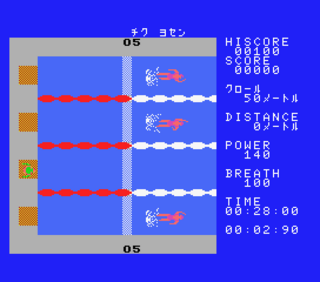 チク ヨセン
05
HISCORE
00100
SCORE
00000
クロール
50メートル
DISTANCE
0メートル
POWER
140
BREATH
100
TIME
00:28:00
00:02:90
05